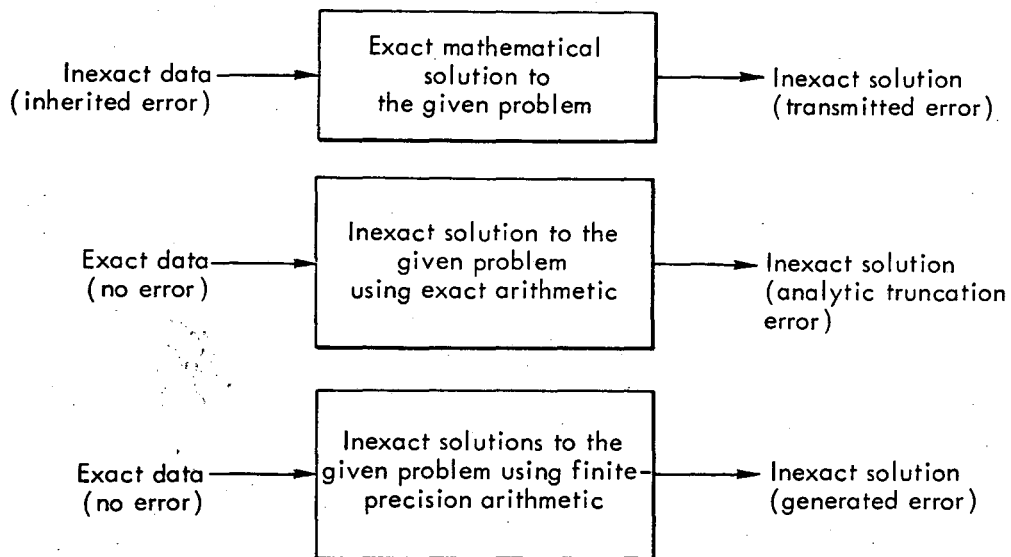 Inexact data
(inherited error)
Exact mathematical
solution to
the given problem
Inexact solution
(transmitted error)
Exact data
(no error)
Inexact solution to the
given problem
using exact arithmetic
Inexact solution
(analytic truncation
error)
Exact data
(no error)
Inexact solutions to the
given problem using finite-
precision arithmetic
Inexact solution
(generated error)